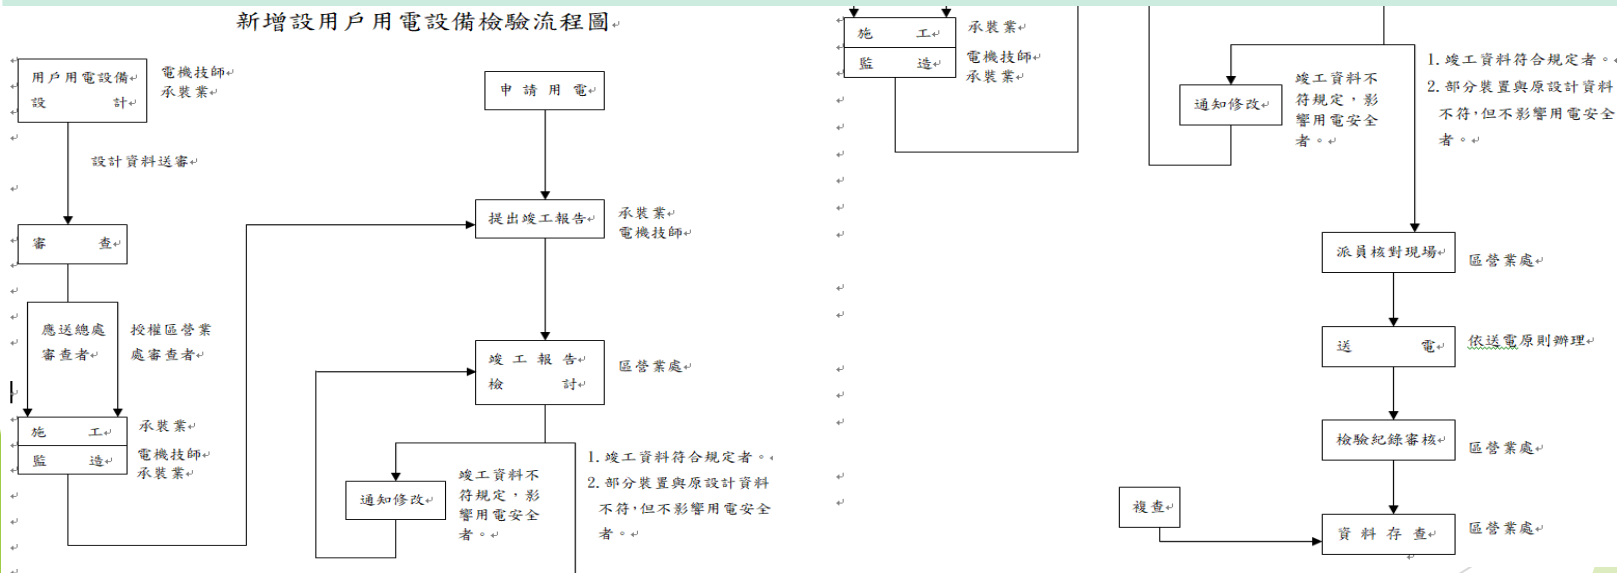 新增設用戶用電設備檢驗流程圖
用戶用電設備
設 計
電機技師
承裝業
設計資料送審
審 查
應送總處
審查者
授權區營業
處審查者
施 工
承裝業
監 造
電機技師
承裝業
申 請 用 電
提出竣工報告
承裝業
電機技師
竣 工 報 告
檢 討
區營業處
通知修改
竣工資料不
符規定，影
響用電安全
者。
1. 竣工資料符合規定者。
2. 部分裝置與原設計資料
不符，但不影響用電安全
者。
施 工
承裝業
監 造
電機技師
承裝業
通知修改
竣工資料不
符規定，影
響用電安全
者。
1. 竣工資料符合規定者。
2. 部分裝置與原設計資料
不符，但不影響用電安全
者。
派員核對現場
區營業處
送 電
依送電原則辦理
檢驗紀錄審核
區營業處
複查
資 料 存 查
區營業處